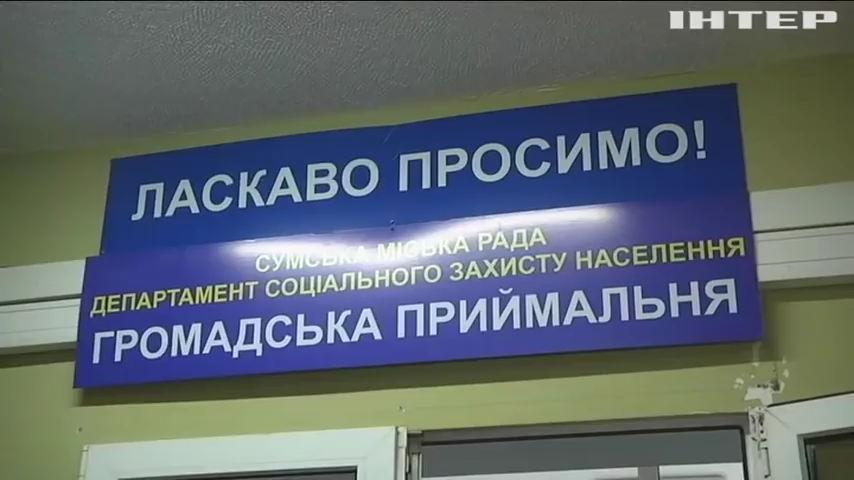 ІНТЕР
ЛАСКАВО ПРОСИМО!
СУМСЬКА МІСЬКА РАДА
ДЕПАРТАМЕНТ СОЦІАЛЬНОГО ЗАХИСТУ НАСЕЛЕННЯ
ГРОМАДСЬКА ПРИЙМАЛЬНЯ